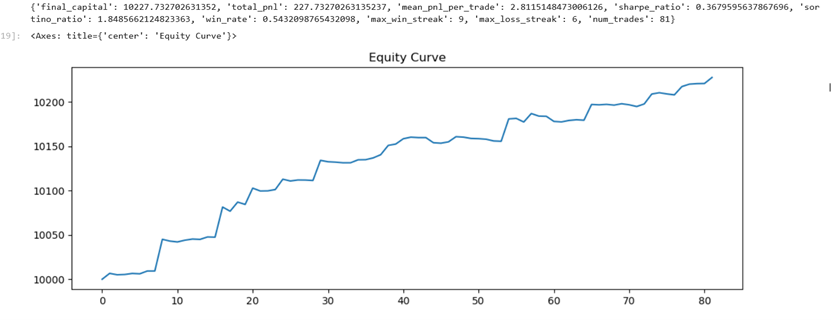 {'final_capital': 10227.732702631352, 'total_pnl': 227.73270263135237, 'mean_pnl_per_trade': 2.8115148473006126, 'sharpe_ratio': 0.3679595637867696, 'sor
tino_ratio': 1.8485662124823363, 'win_rate': 0.5432098765432098, 'max_win_streak': 9, 'max_loss_streak': 6, 'num_trades': 81}
19]: <Axes: title={'center': 'Equity Curve'}>
Equity Curve
10200
10150
10100
10050
10000
0 10 20 30 40 50 60 70 80